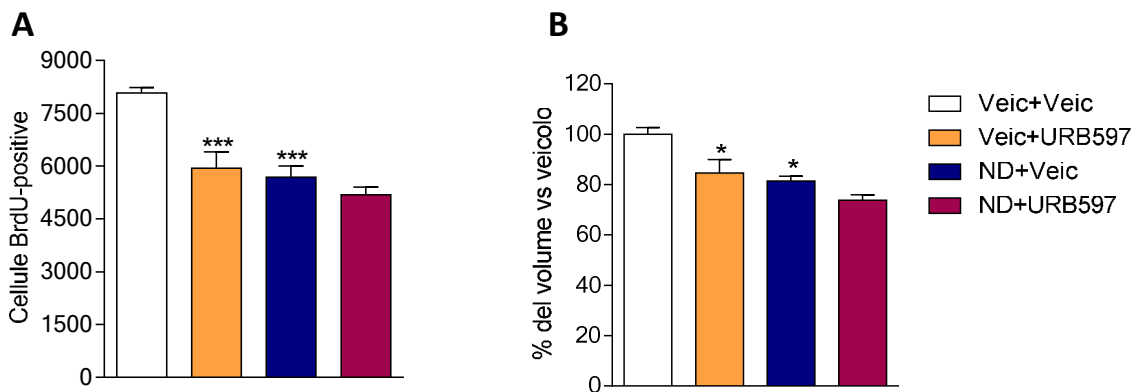 A
Cellule BrdU-positive
9000
7500
6000
4500
3000
1500
0
***
***
B
% del volume vs veicolo
120
100
80
60
40
20
0
*
*
Veic+Veic
Veic+URB597
ND+Veic
ND+URB597